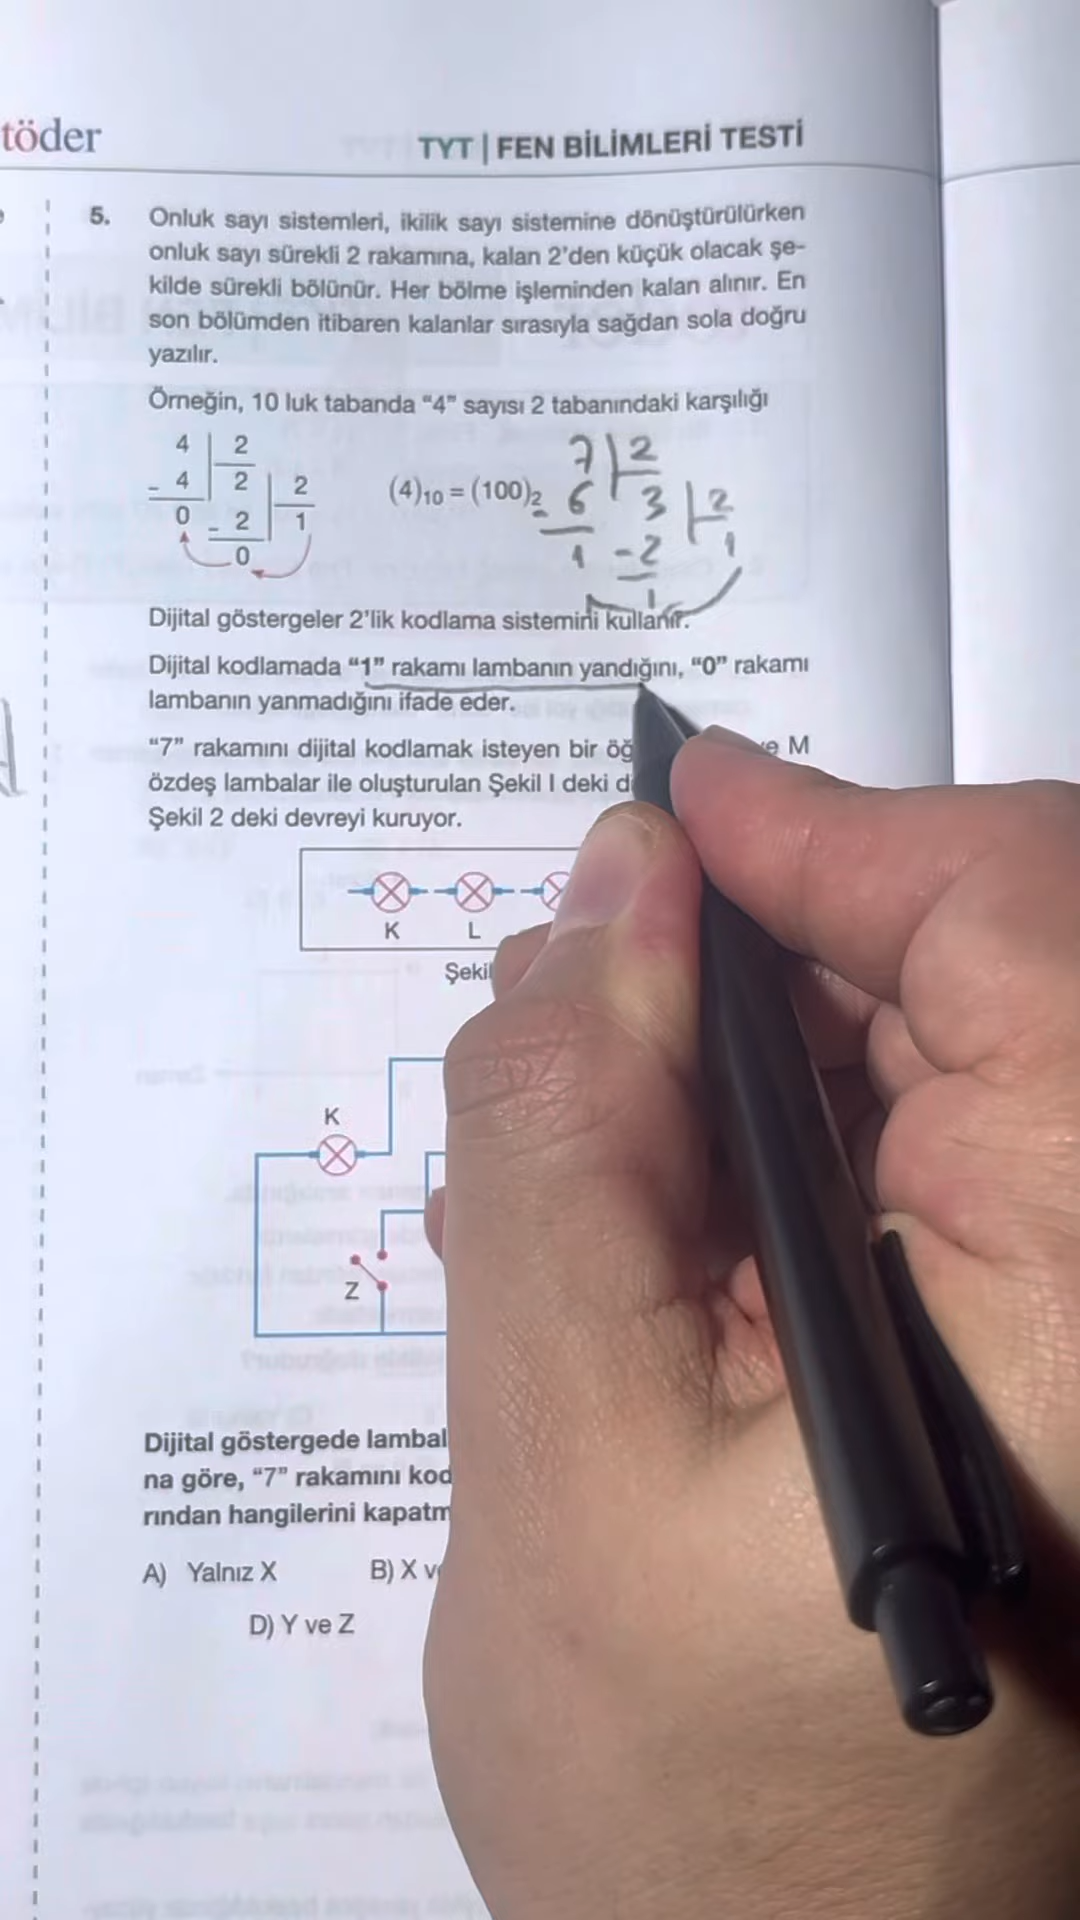 töder
TYT | FEN BİLİMLERİ TESTİ
5. Onluk sayı sistemleri, ikilik sayı sistemine dönüştürülürken
onluk sayı sürekli 2 rakamına, kalan 2'den küçük olacak şe-
kilde sürekli bölünür. Her bölme işleminden kalan alınır. En
son bölümden itibaren kalanlar sırasıyla sağdan sola doğru
yazılır.
Örneğin, 10 luk tabanda "4" sayısı 2 tabanındaki karşılığı
4 2
- 4 2 2
0 - 2 1
0
(4)10 = (100)2
7 2
- 6 3 2
1 - 2 1
1
Dijital göstergeler 2'lik kodlama sistemini kullanır.
Dijital kodlamada "1" rakamı lambanın yandığını, "0" rakamı
lambanın yanmadığını ifade eder.
"7" rakamını dijital kodlamak isteyen bir M
özdeş lambalar ile oluşturulan Şekil I deki
Şekil 2 deki devreyi kuruyor.
K L
K
Z
Dijital göstergede
na göre, "7" rakamını
rından hangilerini
A) Yalnız X
B) X
D) Y ve Z